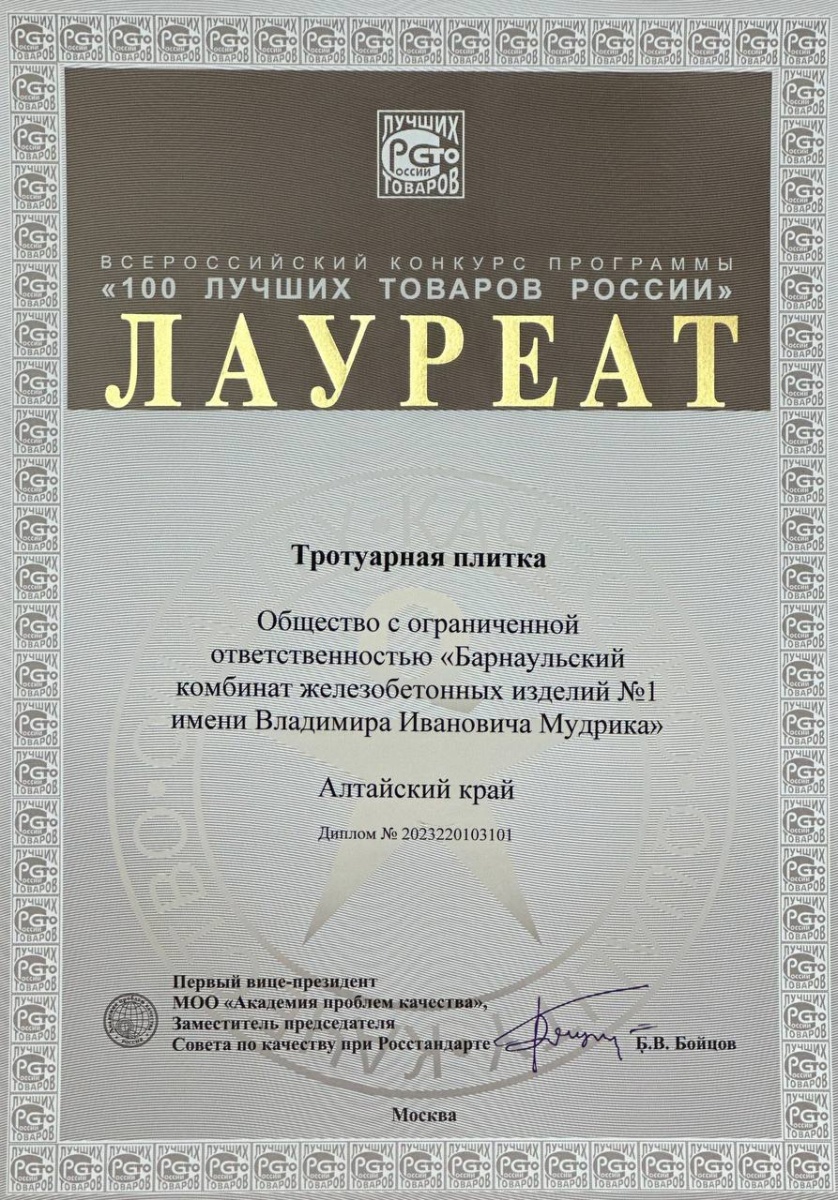 ЛУЧШИХ
РОССИИ СТО
ТОВАРОВ
ВСЕРОССИЙСКИЙ КОНКУРС ПРОГРАММЫ
«100 ЛУЧШИХ ТОВАРОВ РОССИИ»
ЛАУРЕАТ
Тротуарная плитка
Общество с ограниченной
ответственностью «Барнаульский
комбинат железобетонных изделий №1
имени Владимира Ивановича Мудрика»
Алтайский край
Диплом № 2023220103101
Первый вице-президент
МОО «Академия проблем качества»,
Заместитель председателя
Совета по качеству при Росстандарте
Б.В. Бойцов
Москва